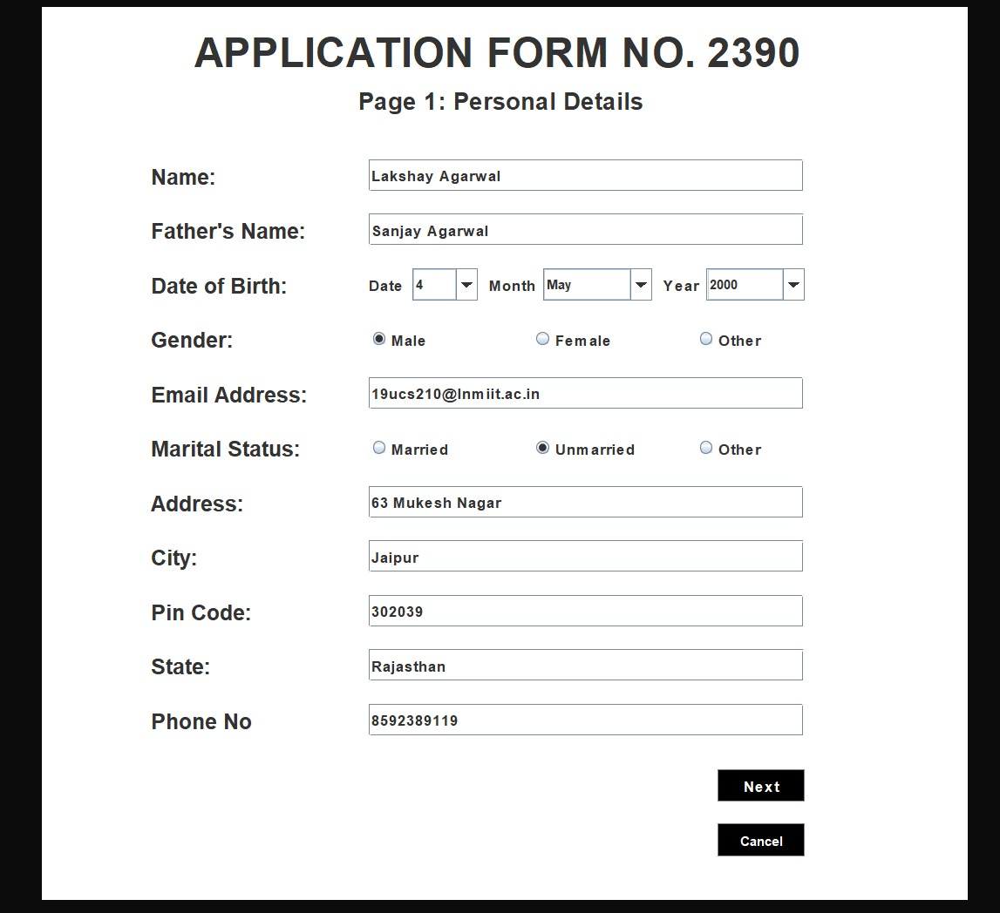 APPLICATION FORM NO. 2390
Page 1: Personal Details
Name: Lakshay Agarwal
Father's Name: Sanjay Agarwal
Date of Birth: Date 4 Month May Year 2000
Gender: Male Female Other
Email Address: 19ucs210@lnmiit.ac.in
Marital Status: Married Unmarried Other
Address: 63 Mukesh Nagar
City: Jaipur
Pin Code: 302039
State: Rajasthan
Phone No 8592389119
Next
Cancel